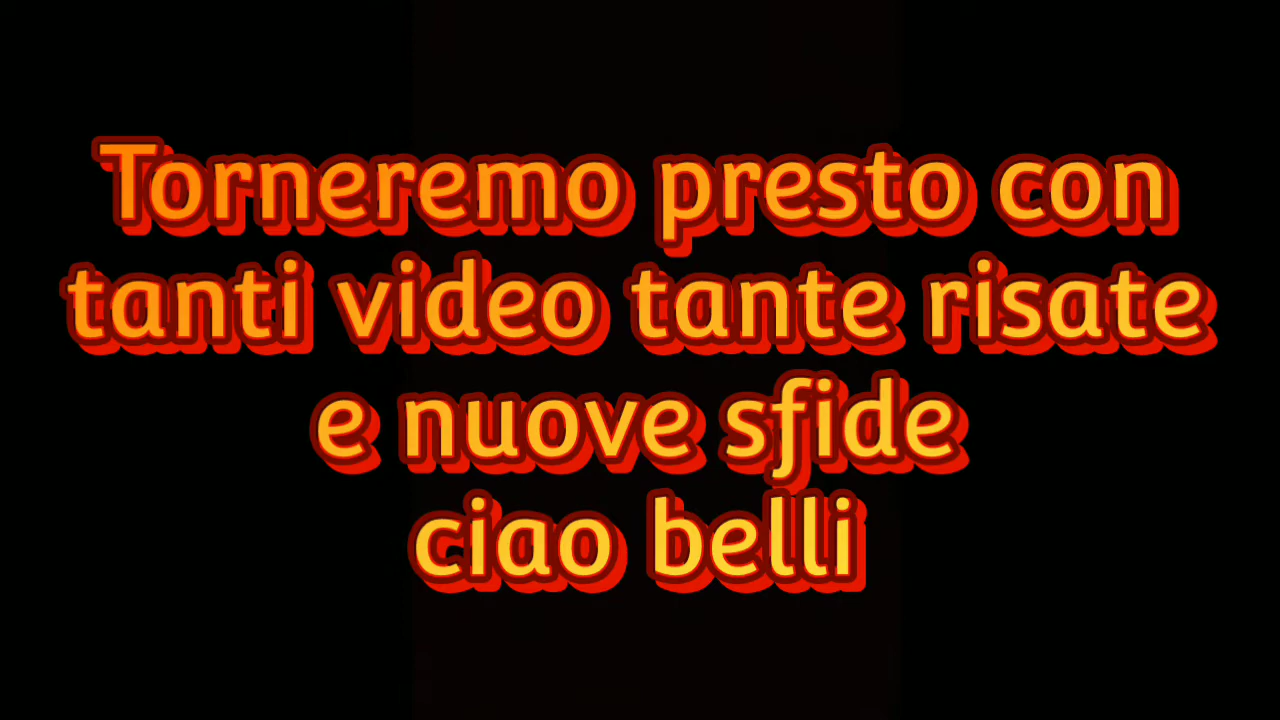 Torneremo presto con
tanti video tante risate
e nuove sfide
ciao belli